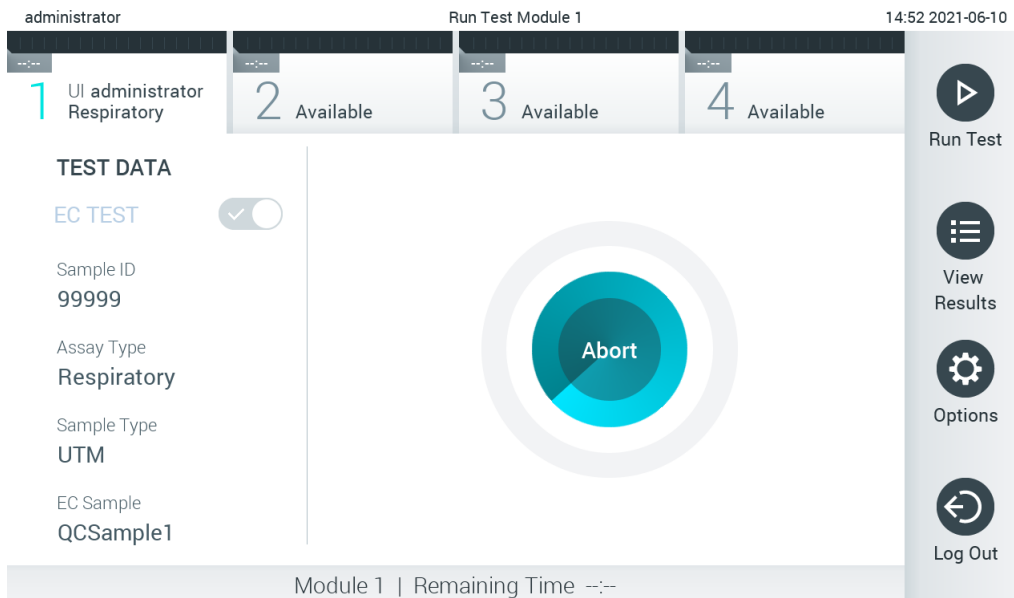 administrator
Run Test Module 1
14:52 2021-06-10
--:--
1
UI administrator
Respiratory
--:--
2 Available
--:--
3 Available
--:--
4 Available
TEST DATA
EC TEST
Sample ID
99999
Assay Type
Respiratory
Sample Type
UTM
EC Sample
QCSample1
Abort
Run Test
View
Results
Options
Log Out
Module 1 | Remaining Time --:--